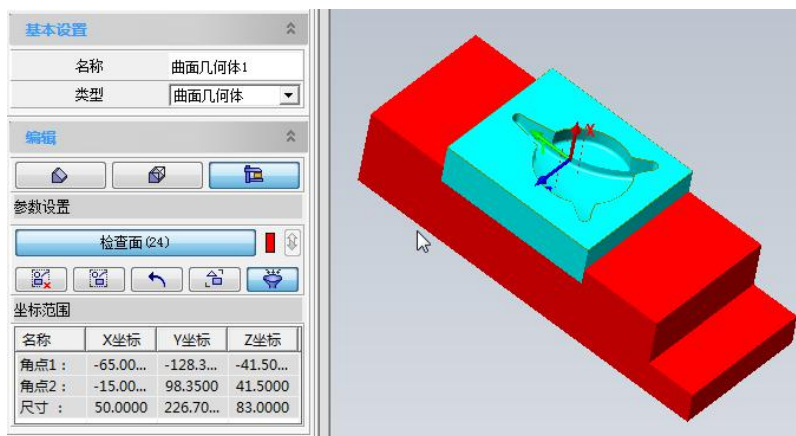 基本设置
名称 曲面几何体1
类型 曲面几何体
编辑
参数设置
检查面(24)
坐标范围
名称 X坐标 Y坐标 Z坐标
角点1： -65.00... -128.3... -41.50...
角点2： -15.00... 98.3500 41.5000
尺寸 ： 50.0000 226.70... 83.0000
X